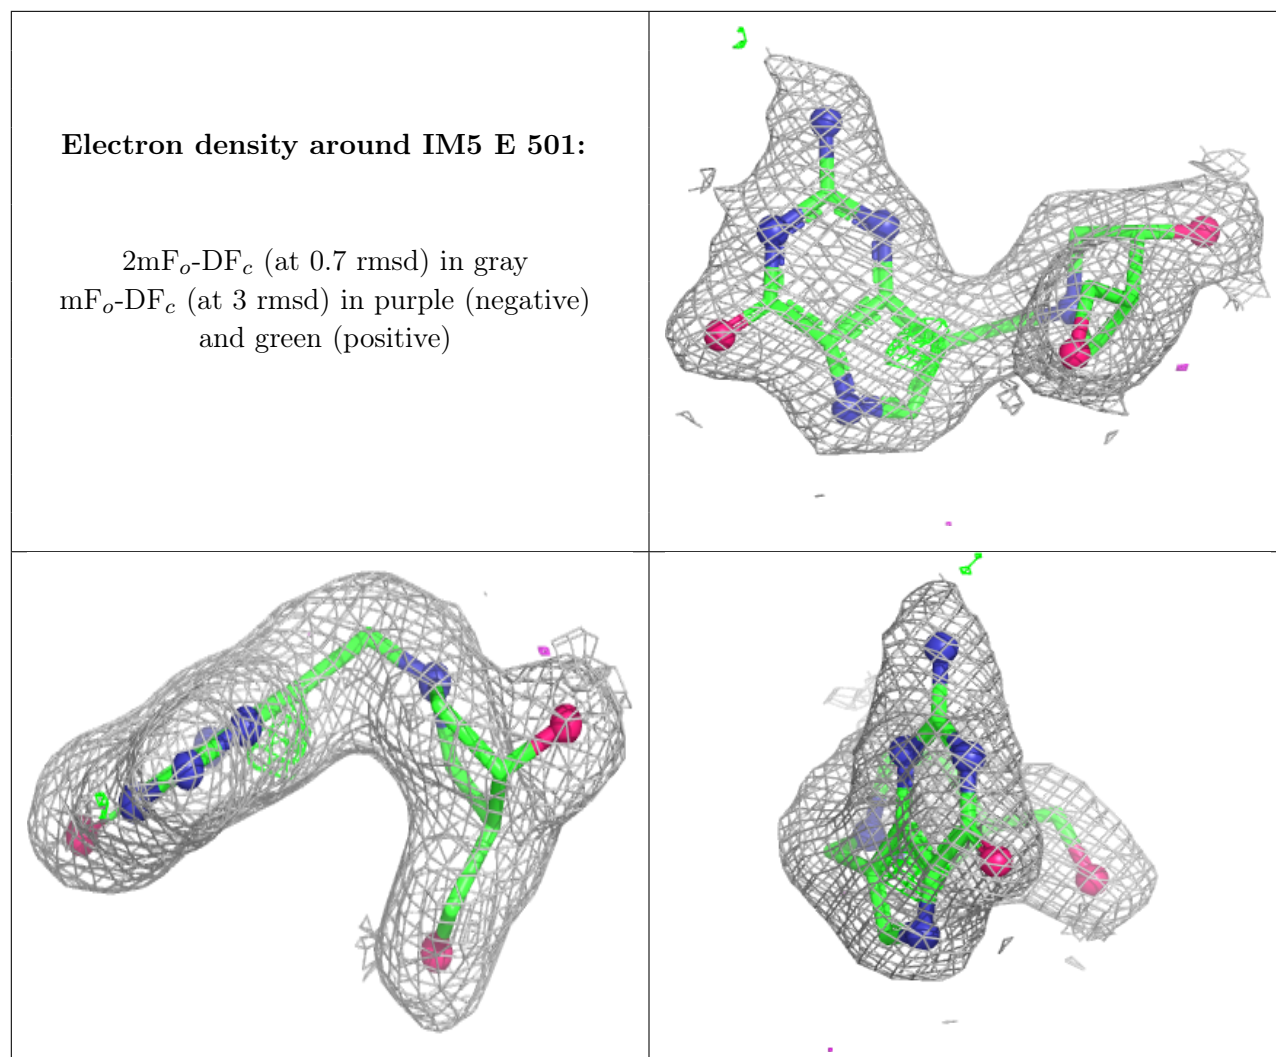 Electron density around IM5 E 501:
2mFo-DFc (at 0.7 rmsd) in gray
mFo-DFc (at 3 rmsd) in purple (negative)
and green (positive)